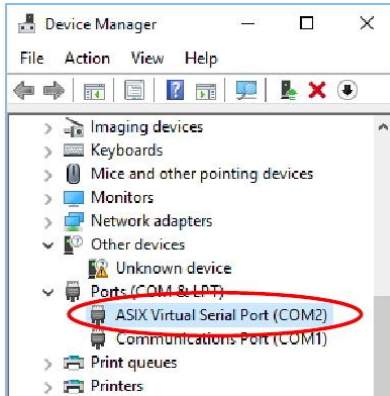 Device Manager
File Action View Help
Imaging devices
Keyboards
Mice and other pointing devices
Monitors
Network adapters
Other devices
Unknown device
Ports (COM & LPT)
ASIX Virtual Serial Port (COM2)
Communications Port (COM1)
Print queues
Printers